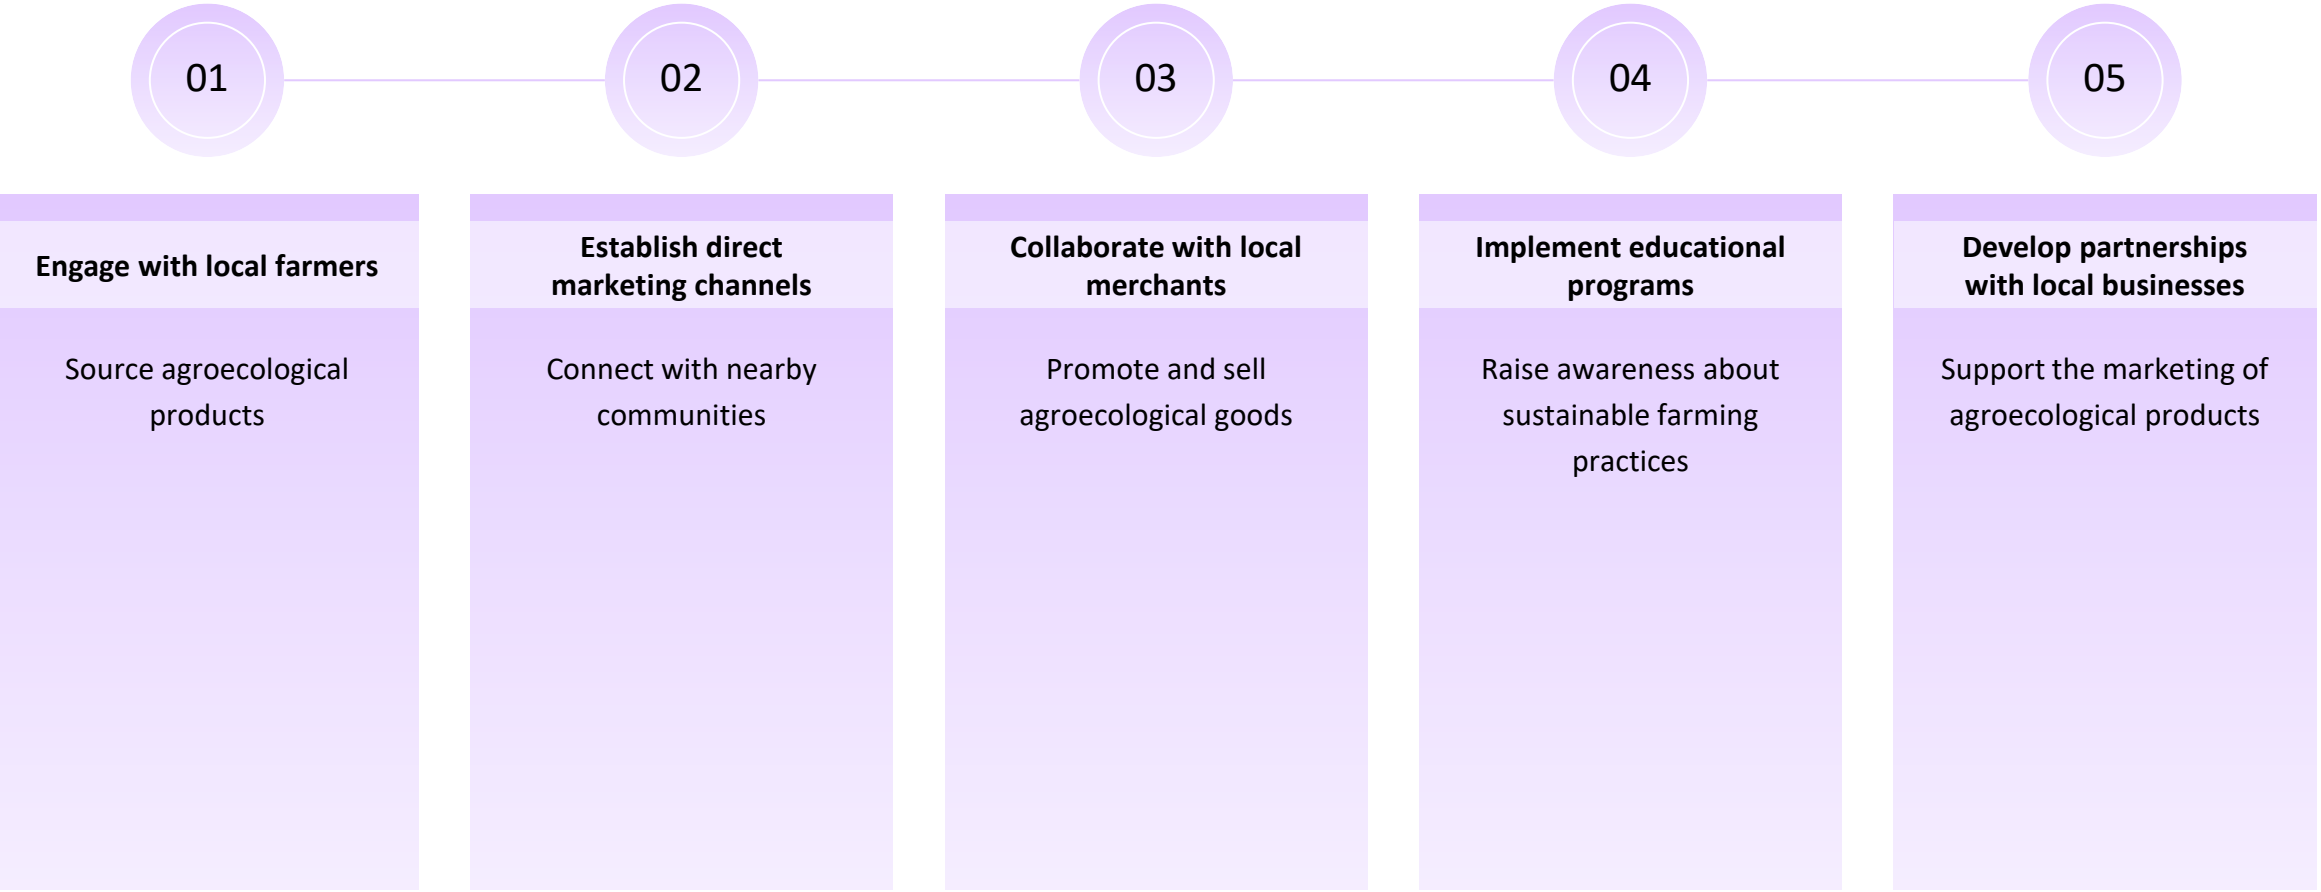 01
02
03
04
05
Engage with local farmers
Source agroecological
products
Establish direct
marketing channels
Connect with nearby
communities
Collaborate with local
merchants
Promote and sell
agroecological goods
Implement educational
programs
Raise awareness about
sustainable farming
practices
Develop partnerships
with local businesses
Support the marketing of
agroecological products